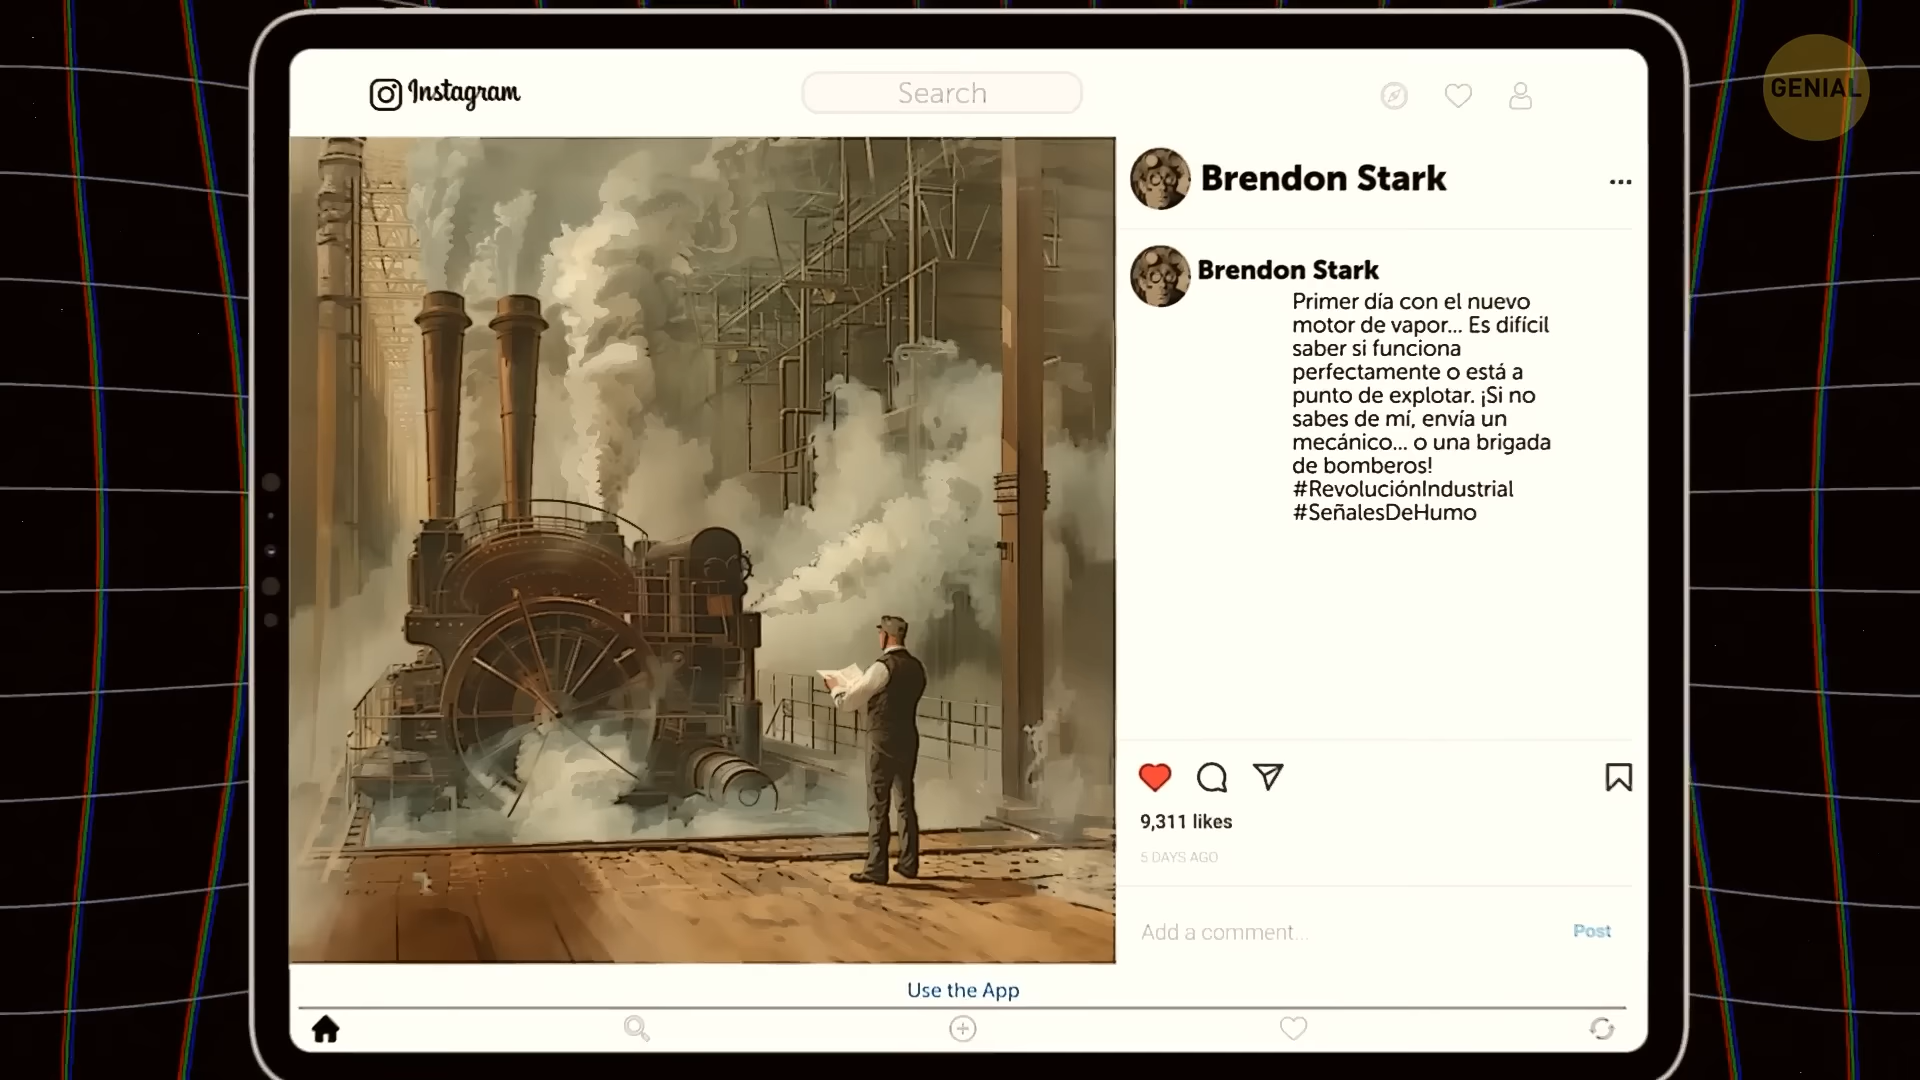 Instagram
Search
GENIAL
Brendon Stark
...
Brendon Stark
Primer día con el nuevo
motor de vapor... Es difícil
saber si funciona
perfectamente o está a
punto de explotar. ¡Si no
sabes de mí, envía un
mecánico... o una brigada
de bomberos!
#RevoluciónIndustrial
#SeñalesDeHumo
9,311 likes
5 DAYS AGO
Add a comment...
Post
Use the App